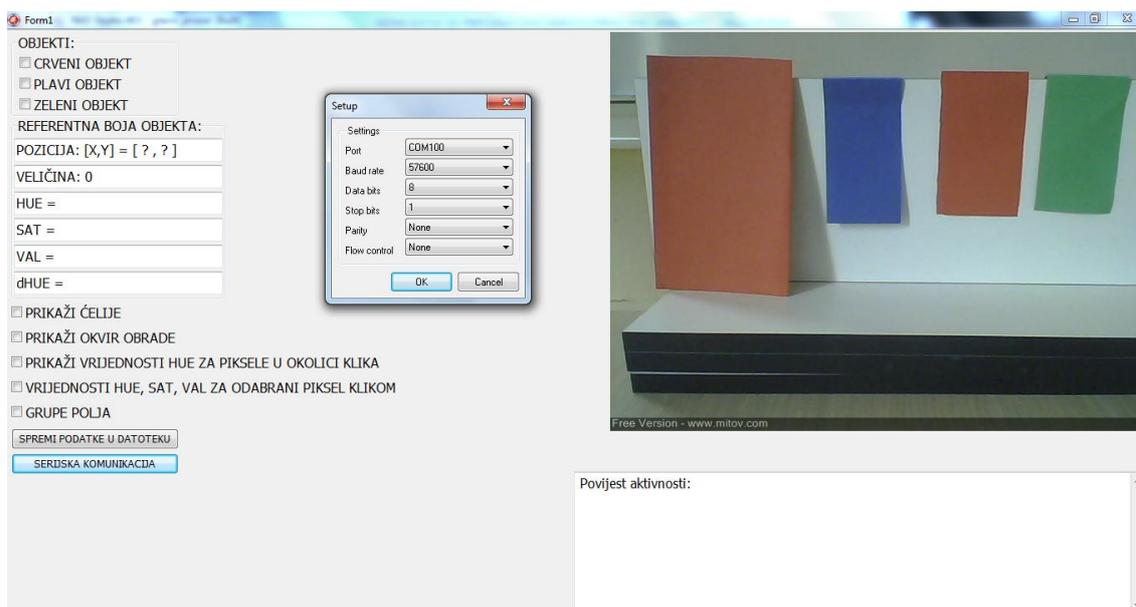 Form1
OBJEKTI:
CRVENI OBJEKT
PLAVI OBJEKT
ZELENI OBJEKT
REFERENTNA BOJA OBJEKTA:
POZICIJA: [X,Y] = [ ? , ? ]
VELIČINA: 0
HUE =
SAT =
VAL =
dHUE =
PRIKAŽI ĆELIJE
PRIKAŽI OKVIR OBRADE
PRIKAŽI VRIJEDNOSTI HUE ZA PIKSELE U OKOLICI KLIKA
VRIJEDNOSTI HUE, SAT, VAL ZA ODABRANI PIKSEL KLIKOM
GRUPE POLJA
SPREMI PODATKE U DATOTEKU
SERIJSKA KOMUNIKACIJA
Setup
Settings
Port COM100
Baud rate 57600
Data bits 8
Stop bits 1
Parity None
Flow control None
OK Cancel
Free Version - www.mitov.com
Povijest aktivnosti: